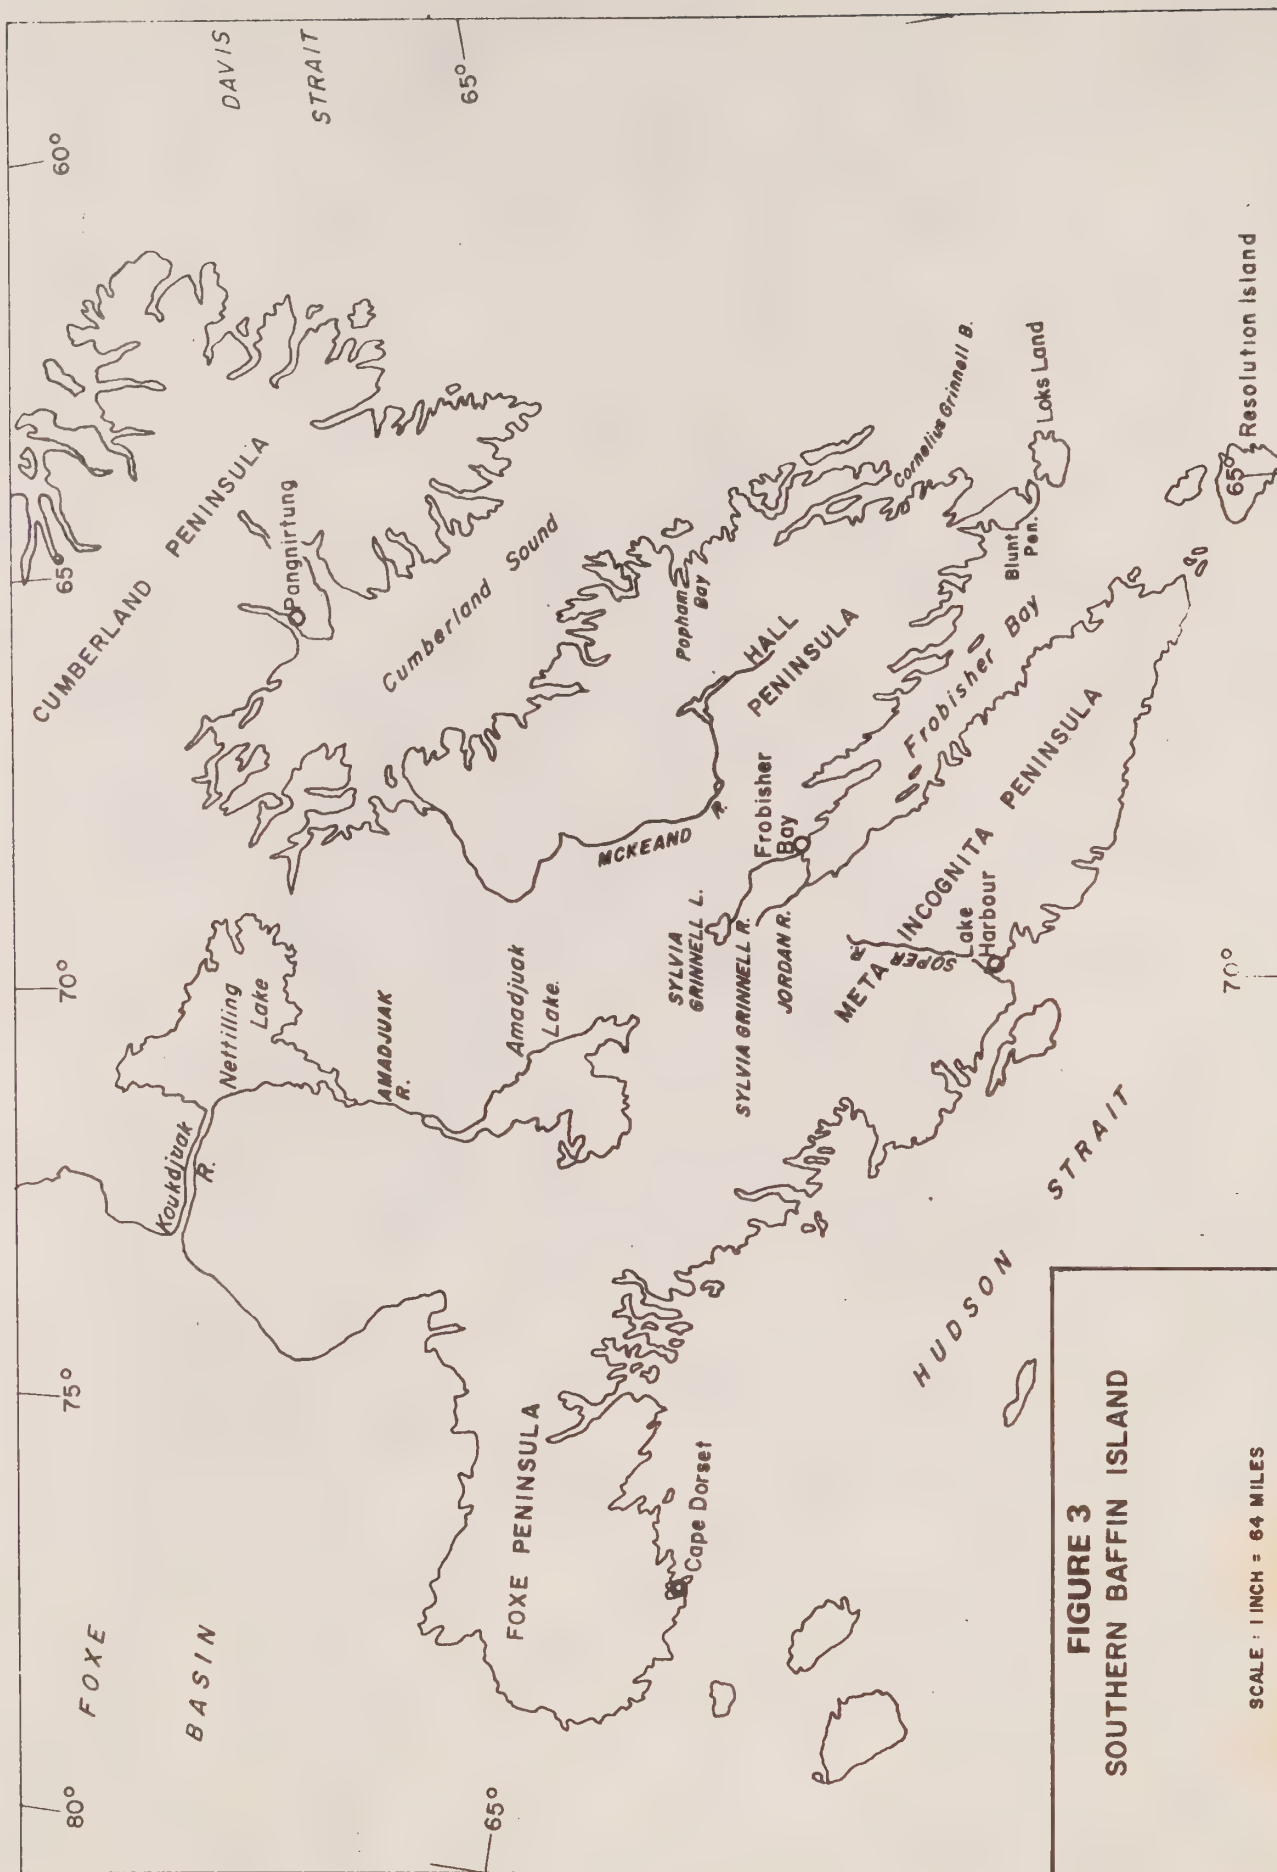 FOXE
BASIN
DAVIS
STRAIT
80°
75°
70°
65°
60°
65°
65°
CUMBERLAND PENINSULA
Pangnirtung
Cumberland Sound
Koukdjuak
R.
Nettilling
Lake
AMADJUAK
R.
Amadjuak
Lake.
FOXE PENINSULA
Cape Dorset
MCKEAND R.
Popham
Bay
HALL
PENINSULA
Cornelius Grinnell B.
Loks Land
Blunt
Pen.
Frobisher
Bay
Frobisher Bay
SYLVIA
GRINNELL L.
SYLVIA GRINNELL R.
JORDAN R.
META INCOGNITA PENINSULA
SOPER R.
Lake
Harbour
Resolution Island
65°
70°
HUDSON STRAIT
FIGURE 3
SOUTHERN BAFFIN ISLAND
SCALE : 1 INCH = 64 MILES